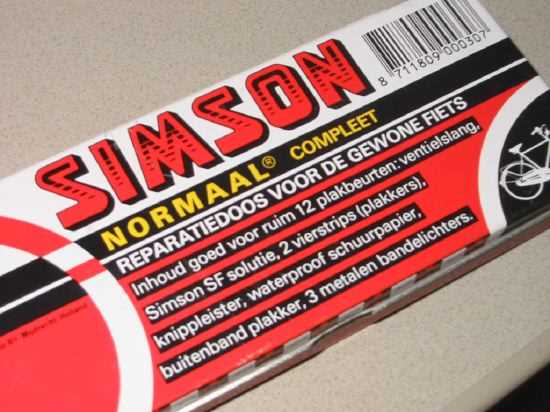 SIMSON
8 711809 000307
NORMAAL® COMPLEET
REPARATIEDOOS VOOR DE GEWONE FIETS
Inhoud goed voor ruim 12 plakbeurten: ventielslang,
Simson SF solutie, 2 vierstrips (plakkers),
knippleister, waterproof schuurpapier,
buitenband plakker, 3 metalen bandelichters.
Holland